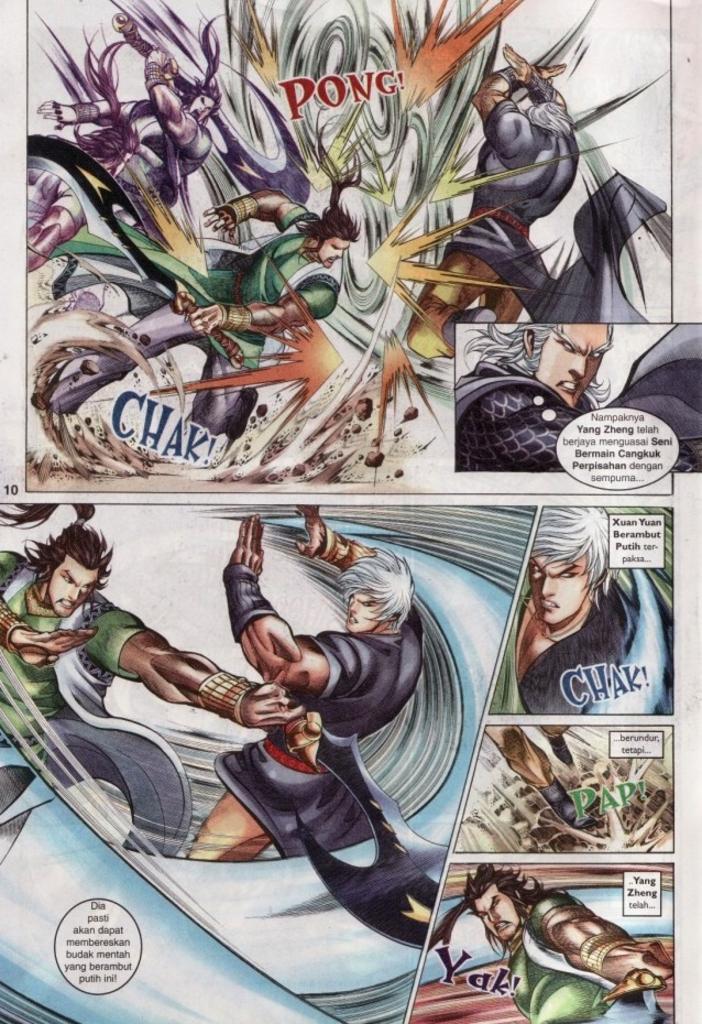 PONG!
CHAK!
Nampaknya
Yang Zheng telah
berjaya menguasai Seni
Bermain Cangkuk
Perpisahan dengan
sempurna...
10
Xuan Yuan
Berambut
Putih ter-
paksa...
CHAK!
...berundur,
tetapi...
PAP!
..Yang
Zheng
telah...
Yak!
Dia
pasti
akan dapat
membereskan
budak mentah
yang berambut
putih ini!